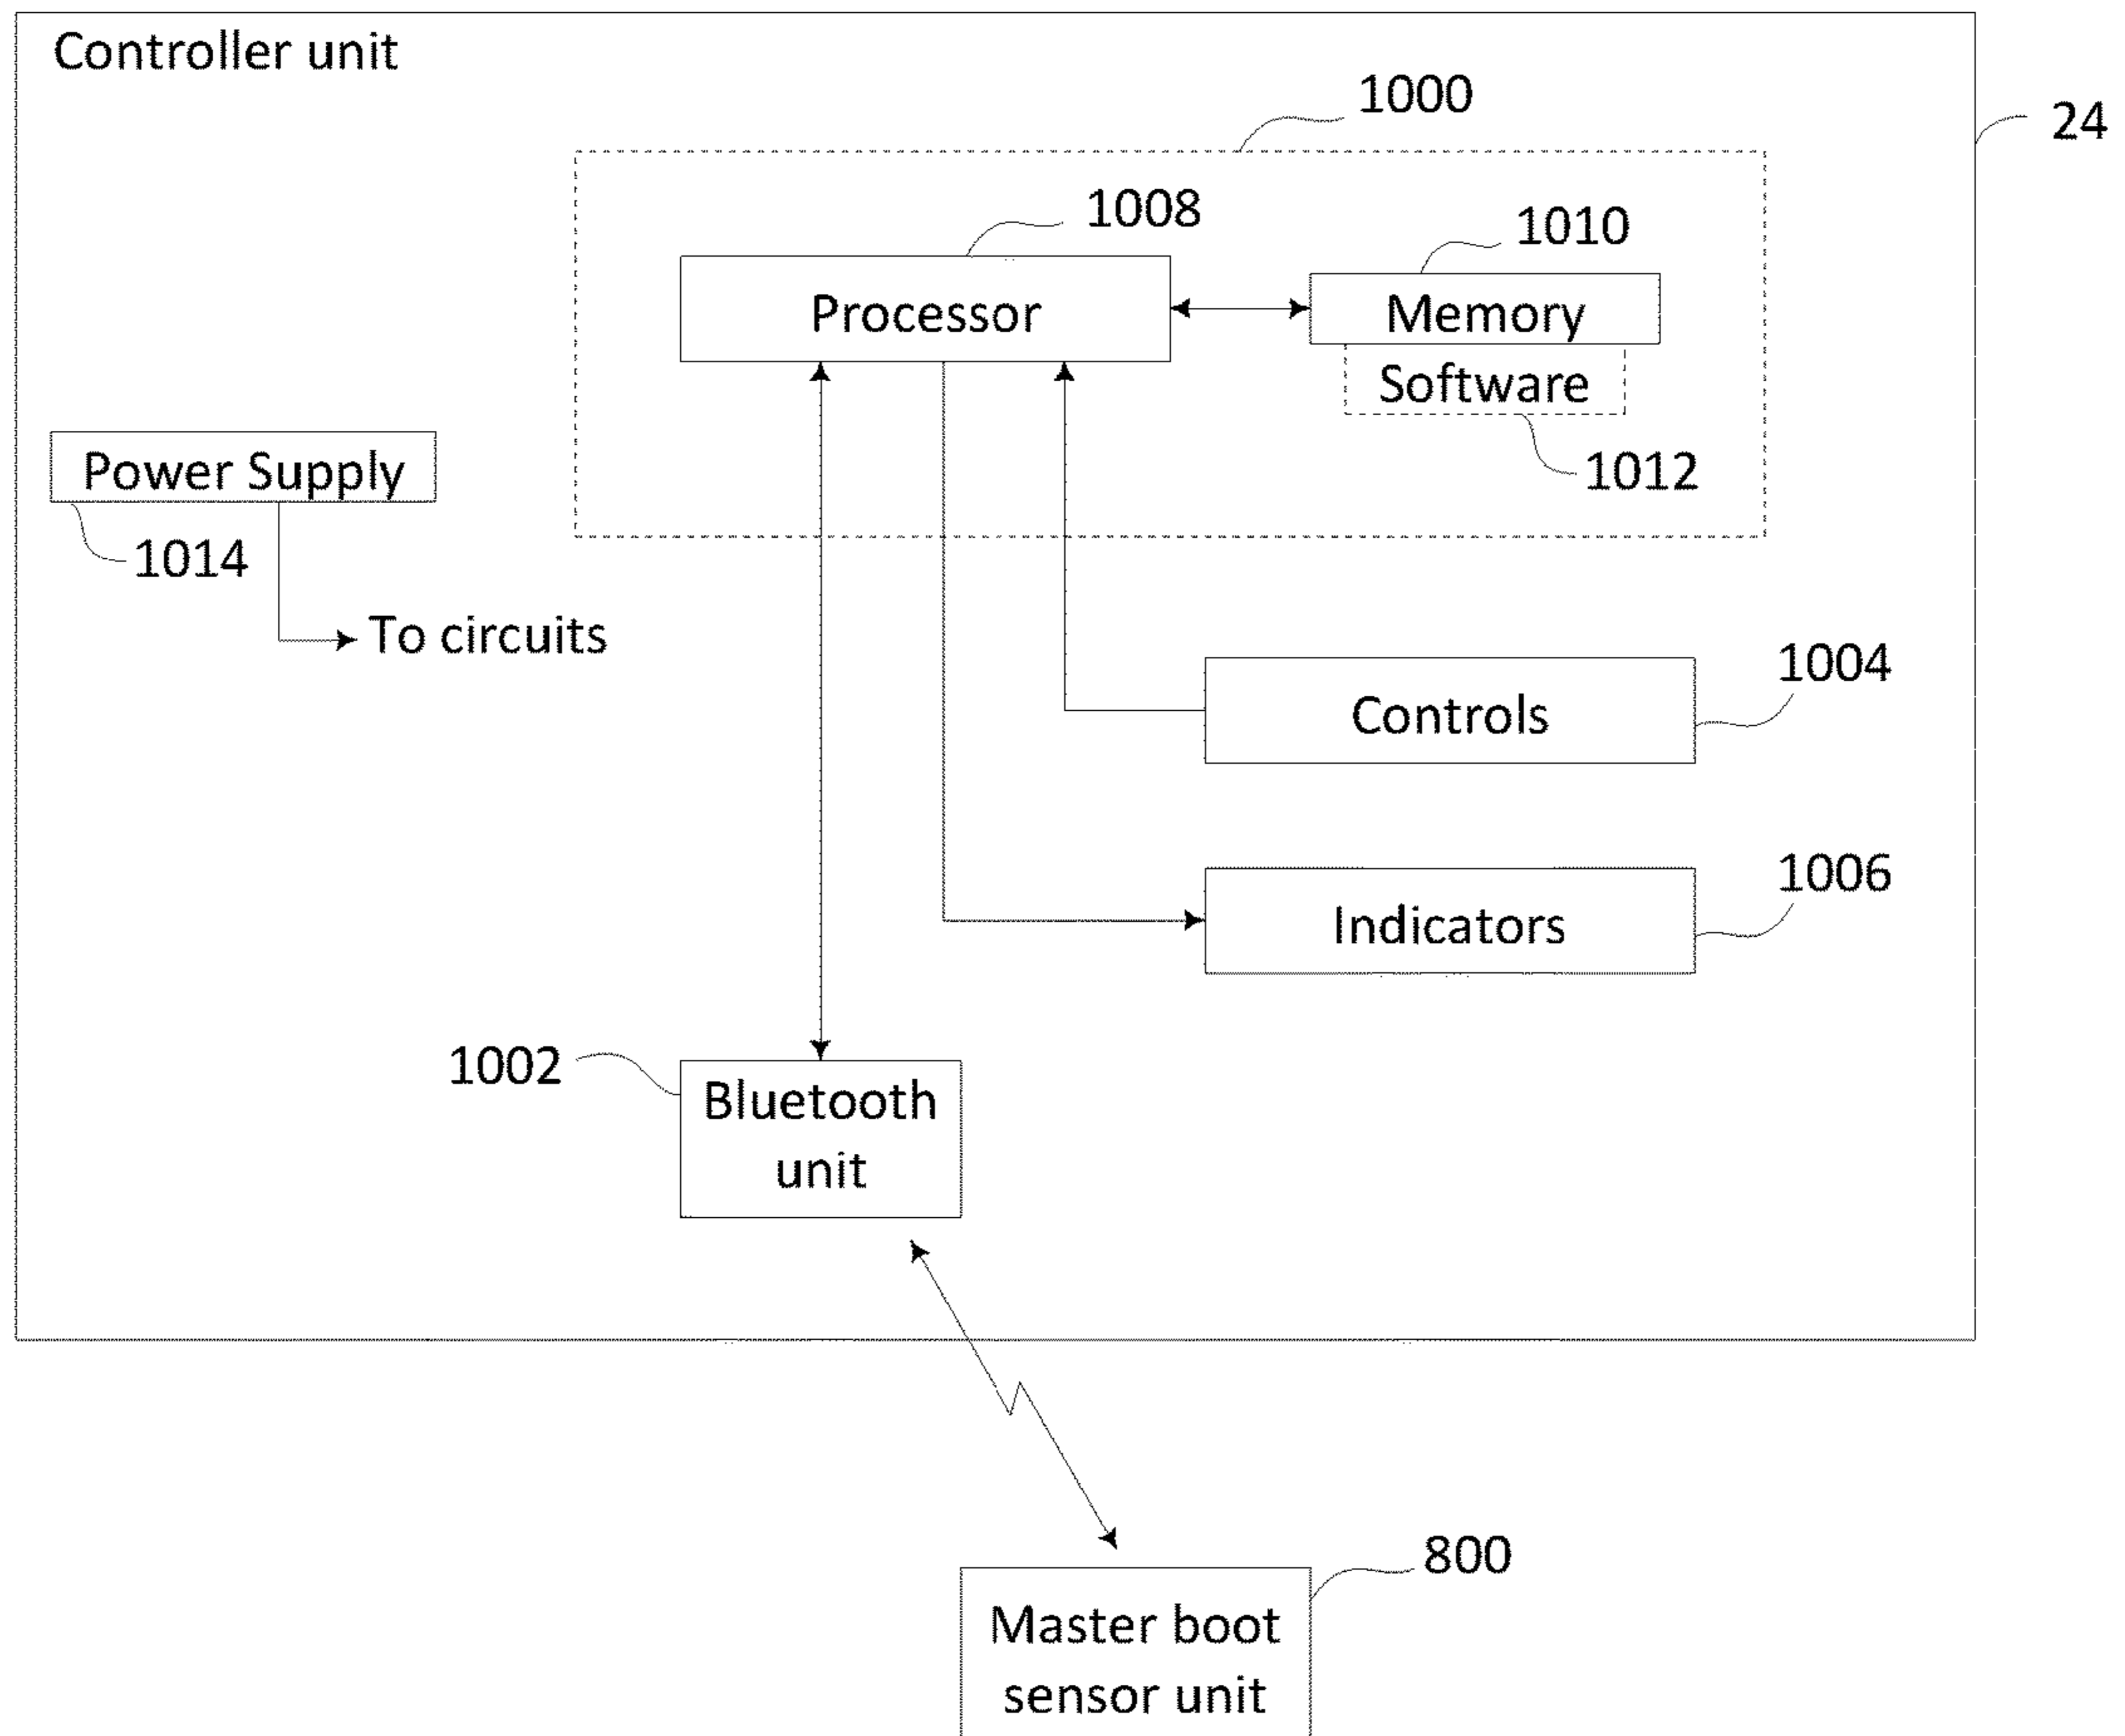 Controller unit
1000
24
1008
1010
Processor
Memory
Software
1012
Power Supply
1014
To circuits
1004
Controls
1006
Indicators
1002
Bluetooth
unit
800
Master boot
sensor unit